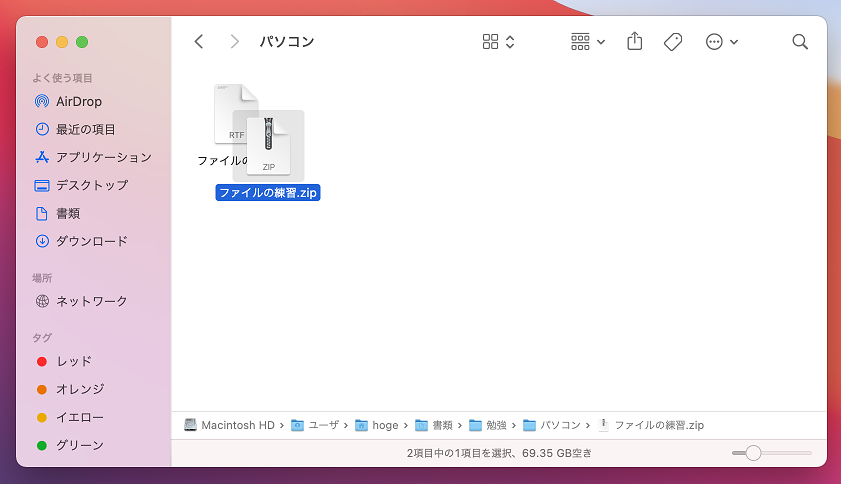 パソコン
よく使う項目
AirDrop
最近の項目
アプリケーション
デスクトップ
書類
ダウンロード
場所
ネットワーク
タグ
レッド
オレンジ
イエロー
グリーン
RTF
ファイルの
ZIP
ファイルの練習.zip
Macintosh HD › ユーザ › hoge › 書類 › 勉強 › パソコン › ファイルの練習.zip
2項目中の1項目を選択、69.35 GB空き